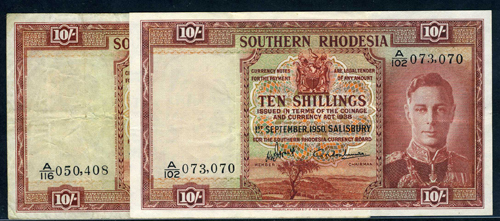 10/-
10/-
SO
A/116 050,408
10/-
10/-
10/-
SOUTHERN RHODESIA
A/102 073,070
CURRENCY NOTES
FOR THE PAYMENT
ARE LEGAL TENDER
OF ANY AMOUNT
TEN SHILLINGS
ISSUED IN TERMS OF THE COINAGE
AND CURRENCY ACT, 1938
1ST SEPTEMBER 1950, SALISBURY
FOR THE SOUTHERN RHODESIA CURRENCY BOARD
A/102 073,070
MEMBER
CHAIRMAN
10/-
10/-